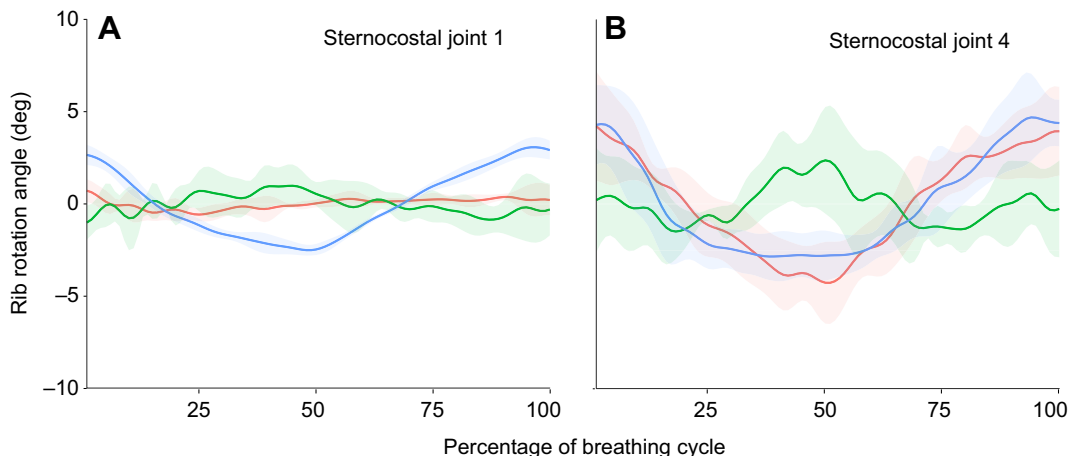 A
Sternocostal joint 1
B
Sternocostal joint 4
Rib rotation angle (deg)
10
5
0
–5
–10
25
50
75
100
25
50
75
100
Percentage of breathing cycle